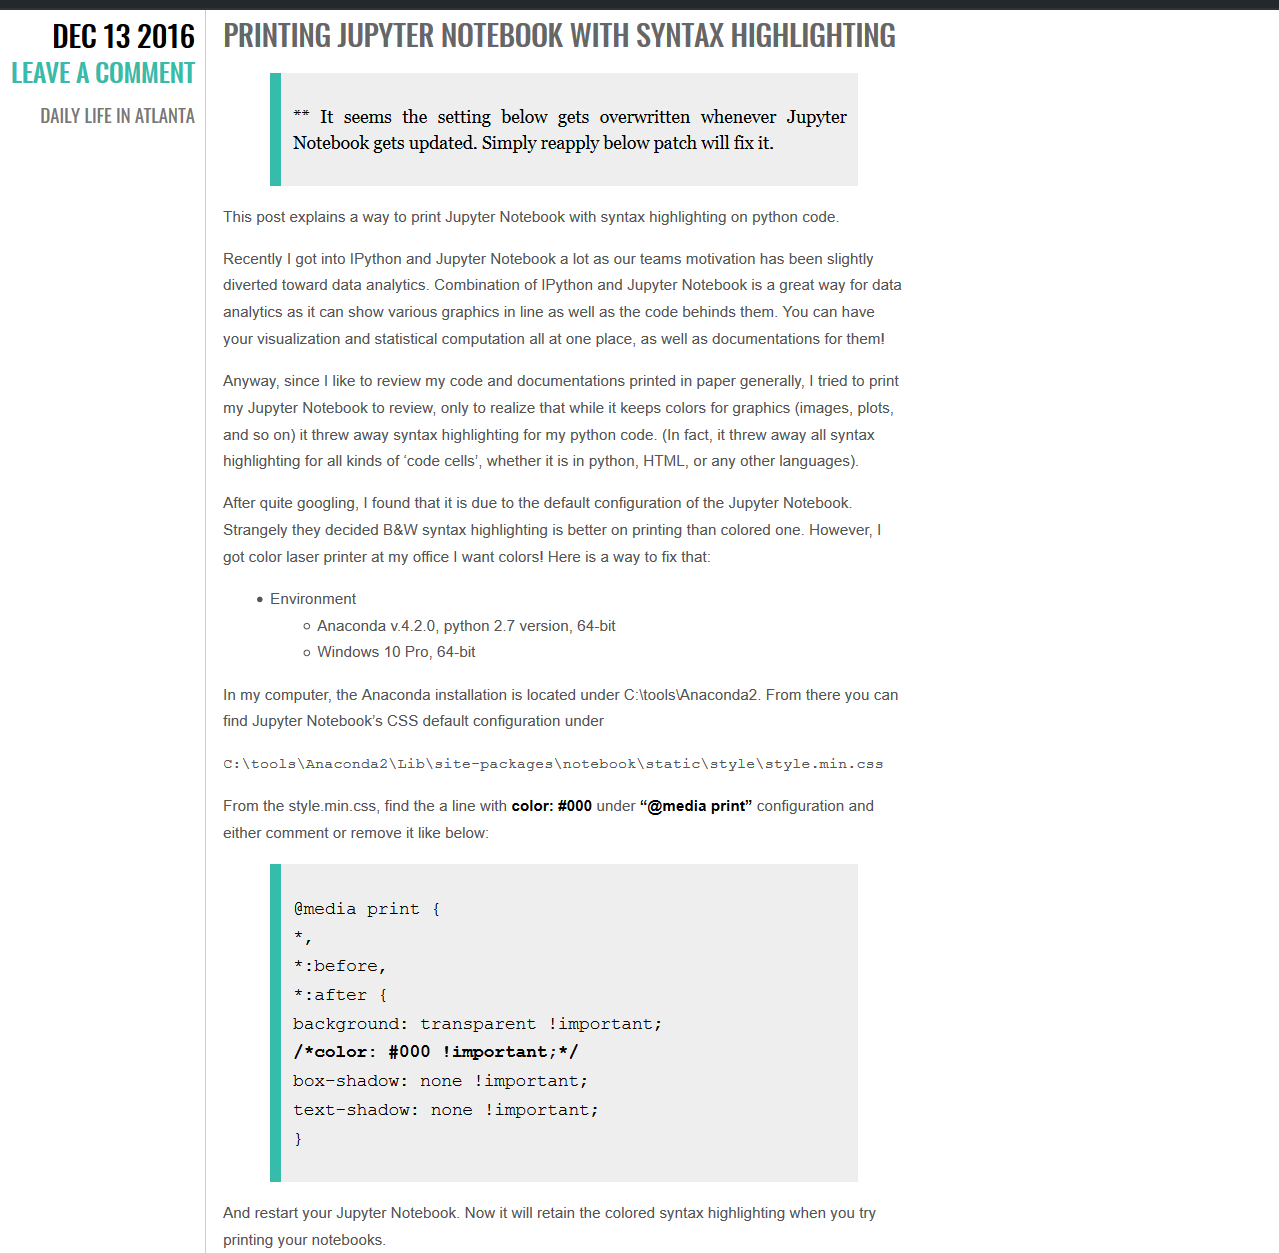 DEC 13 2016
LEAVE A COMMENT
DAILY LIFE IN ATLANTA
PRINTING JUPYTER NOTEBOOK WITH SYNTAX HIGHLIGHTING
** It seems the setting below gets overwritten whenever Jupyter
Notebook gets updated. Simply reapply below patch will fix it.
This post explains a way to print Jupyter Notebook with syntax highlighting on python code.
Recently I got into IPython and Jupyter Notebook a lot as our teams motivation has been slightly
diverted toward data analytics. Combination of IPython and Jupyter Notebook is a great way for data
analytics as it can show various graphics in line as well as the code behinds them. You can have
your visualization and statistical computation all at one place, as well as documentations for them!
Anyway, since I like to review my code and documentations printed in paper generally, I tried to print
my Jupyter Notebook to review, only to realize that while it keeps colors for graphics (images, plots,
and so on) it threw away syntax highlighting for my python code. (In fact, it threw away all syntax
highlighting for all kinds of ‘code cells’, whether it is in python, HTML, or any other languages).
After quite googling, I found that it is due to the default configuration of the Jupyter Notebook.
Strangely they decided B&W syntax highlighting is better on printing than colored one. However, I
got color laser printer at my office I want colors! Here is a way to fix that:
• Environment
◦ Anaconda v.4.2.0, python 2.7 version, 64-bit
◦ Windows 10 Pro, 64-bit
In my computer, the Anaconda installation is located under C:\tools\Anaconda2. From there you can
find Jupyter Notebook’s CSS default configuration under
C:\tools\Anaconda2\Lib\site-packages\notebook\static\style\style.min.css
From the style.min.css, find the a line with color: #000 under “@media print” configuration and
either comment or remove it like below:
@media print {
*,
*:before,
*:after {
background: transparent !important;
/*color: #000 !important;*/
box-shadow: none !important;
text-shadow: none !important;
}
And restart your Jupyter Notebook. Now it will retain the colored syntax highlighting when you try
printing your notebooks.